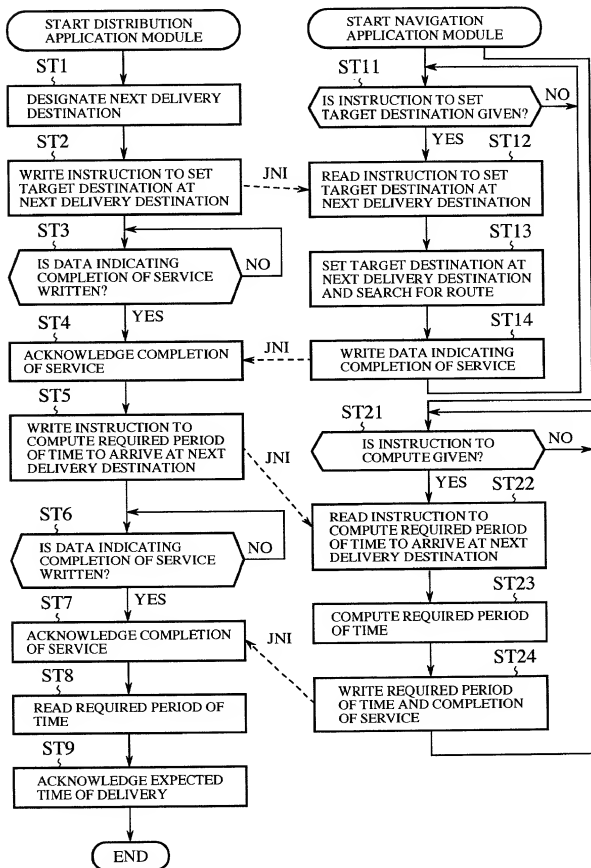 START DISTRIBUTION
APPLICATION MODULE
ST1
DESIGNATE NEXT DELIVERY
DESTINATION
ST2
WRITE INSTRUCTION TO SET
TARGET DESTINATION AT
NEXT DELIVERY DESTINATION
JNI
ST3
IS DATA INDICATING
COMPLETION OF SERVICE
WRITTEN?
NO
YES
ST4
ACKNOWLEDGE COMPLETION
OF SERVICE
JNI
ST5
WRITE INSTRUCTION TO
COMPUTE REQUIRED PERIOD
OF TIME TO ARRIVE AT NEXT
DELIVERY DESTINATION
JNI
ST6
IS DATA INDICATING
COMPLETION OF SERVICE
WRITTEN?
NO
YES
ST7
ACKNOWLEDGE COMPLETION
OF SERVICE
JNI
ST8
READ REQUIRED PERIOD OF
TIME
ST9
ACKNOWLEDGE EXPECTED
TIME OF DELIVERY
END
START NAVIGATION
APPLICATION MODULE
ST11
IS INSTRUCTION TO SET
TARGET DESTINATION GIVEN?
NO
YES
ST12
READ INSTRUCTION TO SET
TARGET DESTINATION AT
NEXT DELIVERY DESTINATION
ST13
SET TARGET DESTINATION AT
NEXT DELIVERY DESTINATION
AND SEARCH FOR ROUTE
ST14
WRITE DATA INDICATING
COMPLETION OF SERVICE
ST21
IS INSTRUCTION TO
COMPUTE GIVEN?
NO
YES
ST22
READ INSTRUCTION TO
COMPUTE REQUIRED PERIOD
OF TIME TO ARRIVE AT NEXT
DELIVERY DESTINATION
ST23
COMPUTE REQUIRED PERIOD
OF TIME
ST24
WRITE REQUIRED PERIOD
OF TIME AND COMPLETION
OF SERVICE